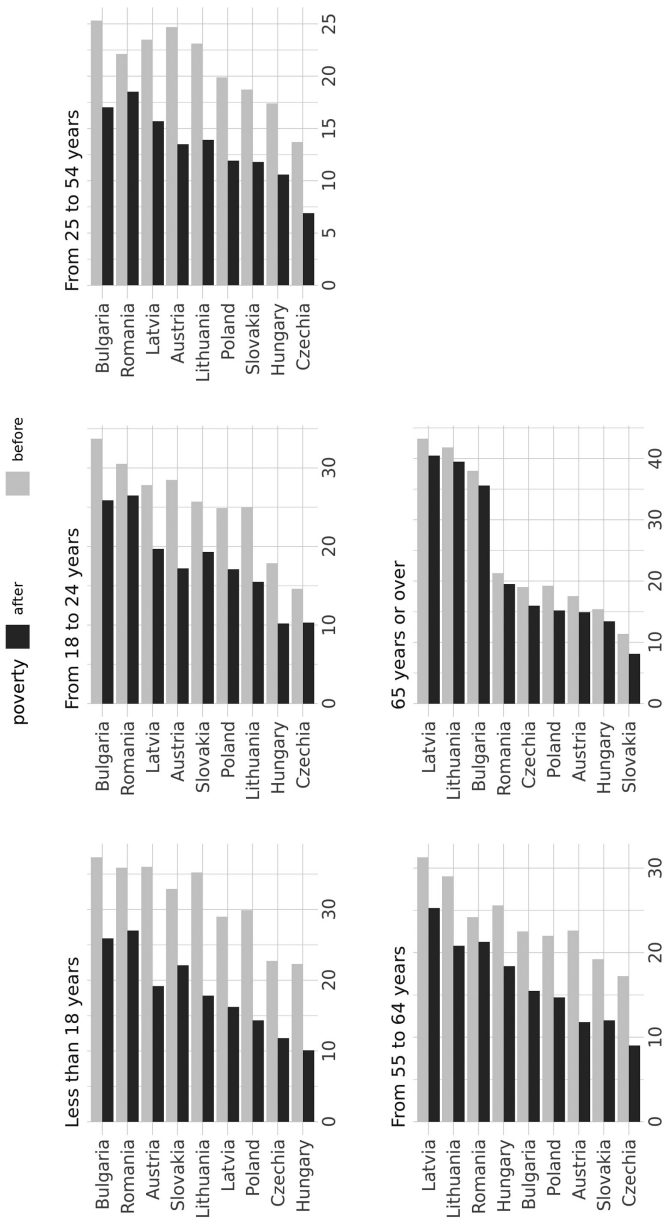 poverty after before
Less than 18 years
Bulgaria
Romania
Austria
Slovakia
Lithuania
Latvia
Poland
Czechia
Hungary
0 10 20 30
From 18 to 24 years
Bulgaria
Romania
Latvia
Austria
Slovakia
Poland
Lithuania
Hungary
Czechia
0 10 20 30
From 25 to 54 years
Bulgaria
Romania
Latvia
Austria
Lithuania
Poland
Slovakia
Hungary
Czechia
0 5 10 15 20 25
From 55 to 64 years
Latvia
Lithuania
Romania
Hungary
Bulgaria
Poland
Austria
Slovakia
Czechia
0 10 20 30
65 years or over
Latvia
Lithuania
Bulgaria
Romania
Czechia
Poland
Austria
Hungary
Slovakia
0 10 20 30 40